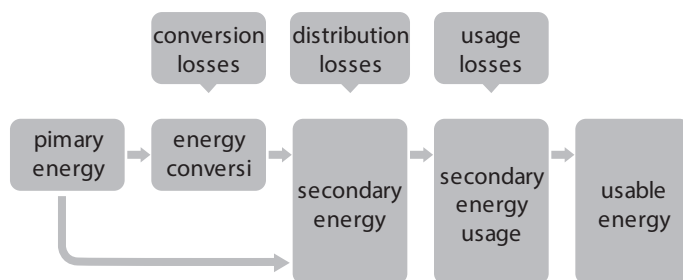 conversion
losses
distribution
losses
usage
losses
pimary
energy
energy
conversi
secondary
energy
secondary
energy
usage
usable
energy